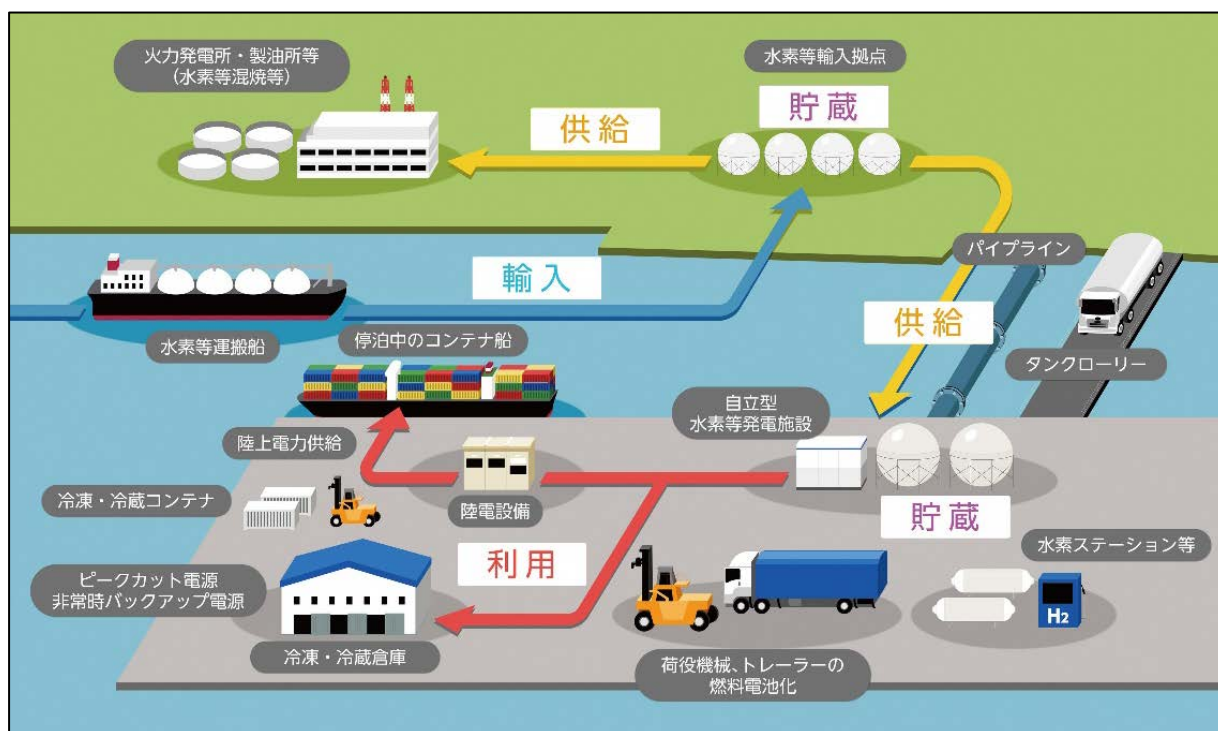 火力発電所・製油所等
(水素等混焼等)
水素等輸入拠点
貯蔵
供給
パイプライン
輸入
供給
水素等運搬船
停泊中のコンテナ船
タンクローリー
自立型
水素等発電施設
陸上電力供給
冷凍・冷蔵コンテナ
陸電設備
貯蔵
水素ステーション等
利用
ピークカット電源
非常時バックアップ電源
H2
冷凍・冷蔵倉庫
荷役機械、トレーラーの
燃料電池化